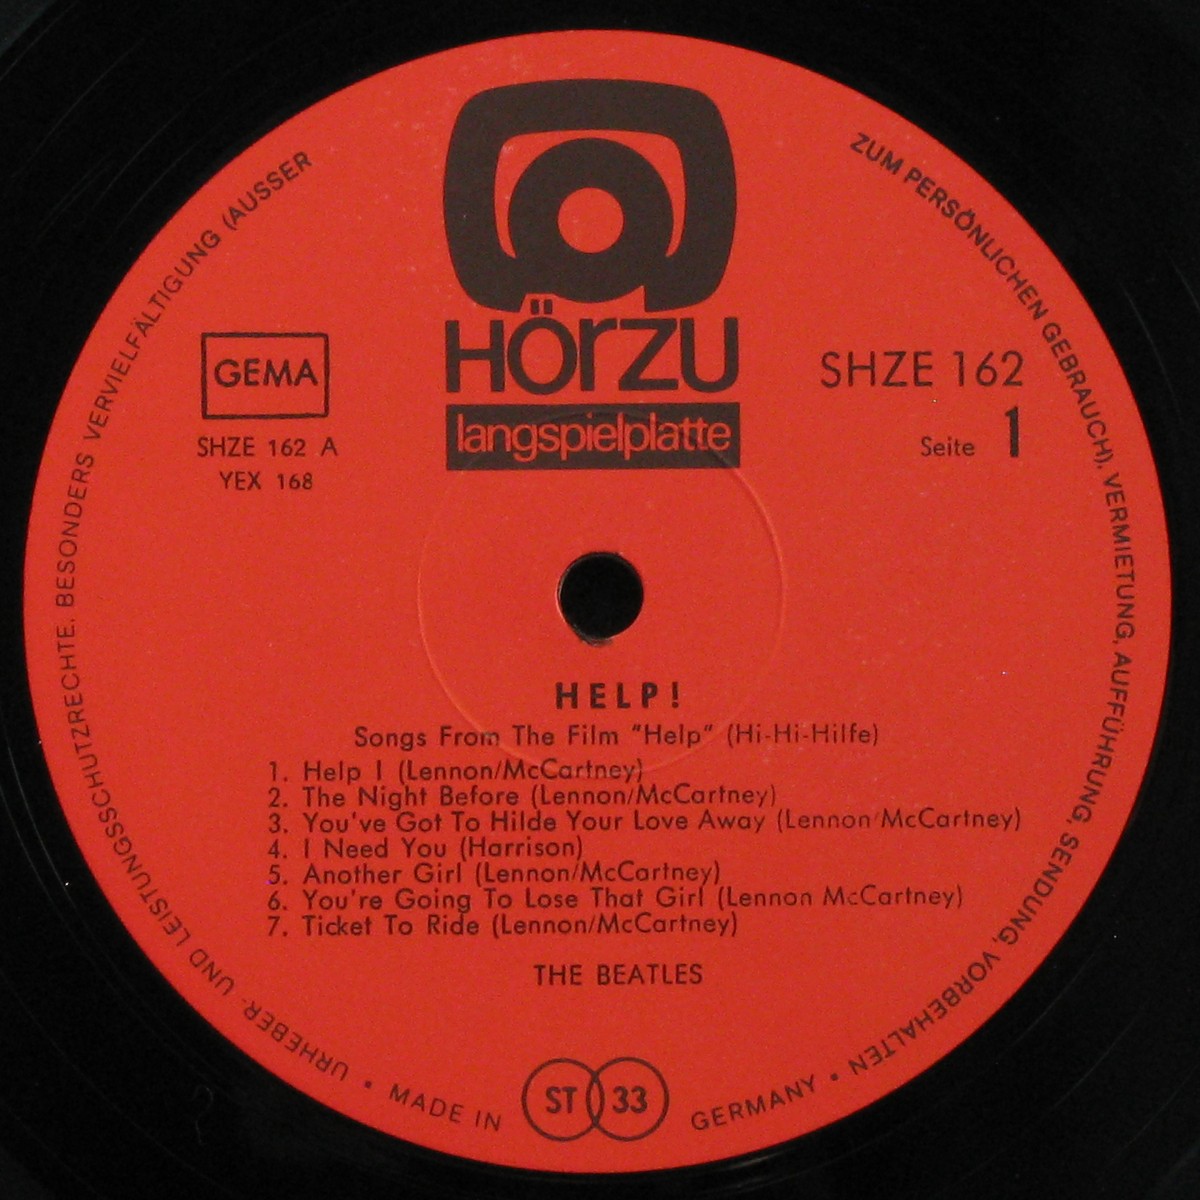 HÖRZU
langspielplatte
GEMA
SHZE 162 A
YEX 168
SHZE 162
Seite 1
HELP!
Songs From The Film "Help" (Hi-Hi-Hilfe)
1. Help I (Lennon/McCartney)
2. The Night Before (Lennon/McCartney)
3. You've Got To Hilde Your Love Away (Lennon/McCartney)
4. I Need You (Harrison)
5. Another Girl (Lennon/McCartney)
6. You're Going To Lose That Girl (Lennon McCartney)
7. Ticket To Ride (Lennon/McCartney)
THE BEATLES
URHEBER- UND LEISTUNGSSCHUTZRECHTE, BESONDERS VERVIELFÄLTIGUNG (AUSSER
ZUM PERSÖNLICHEN GEBRAUCH), VERMIETUNG, AUFFÜHRUNG, SENDUNG, VORBEHALTEN •
• MADE IN ST 33 GERMANY